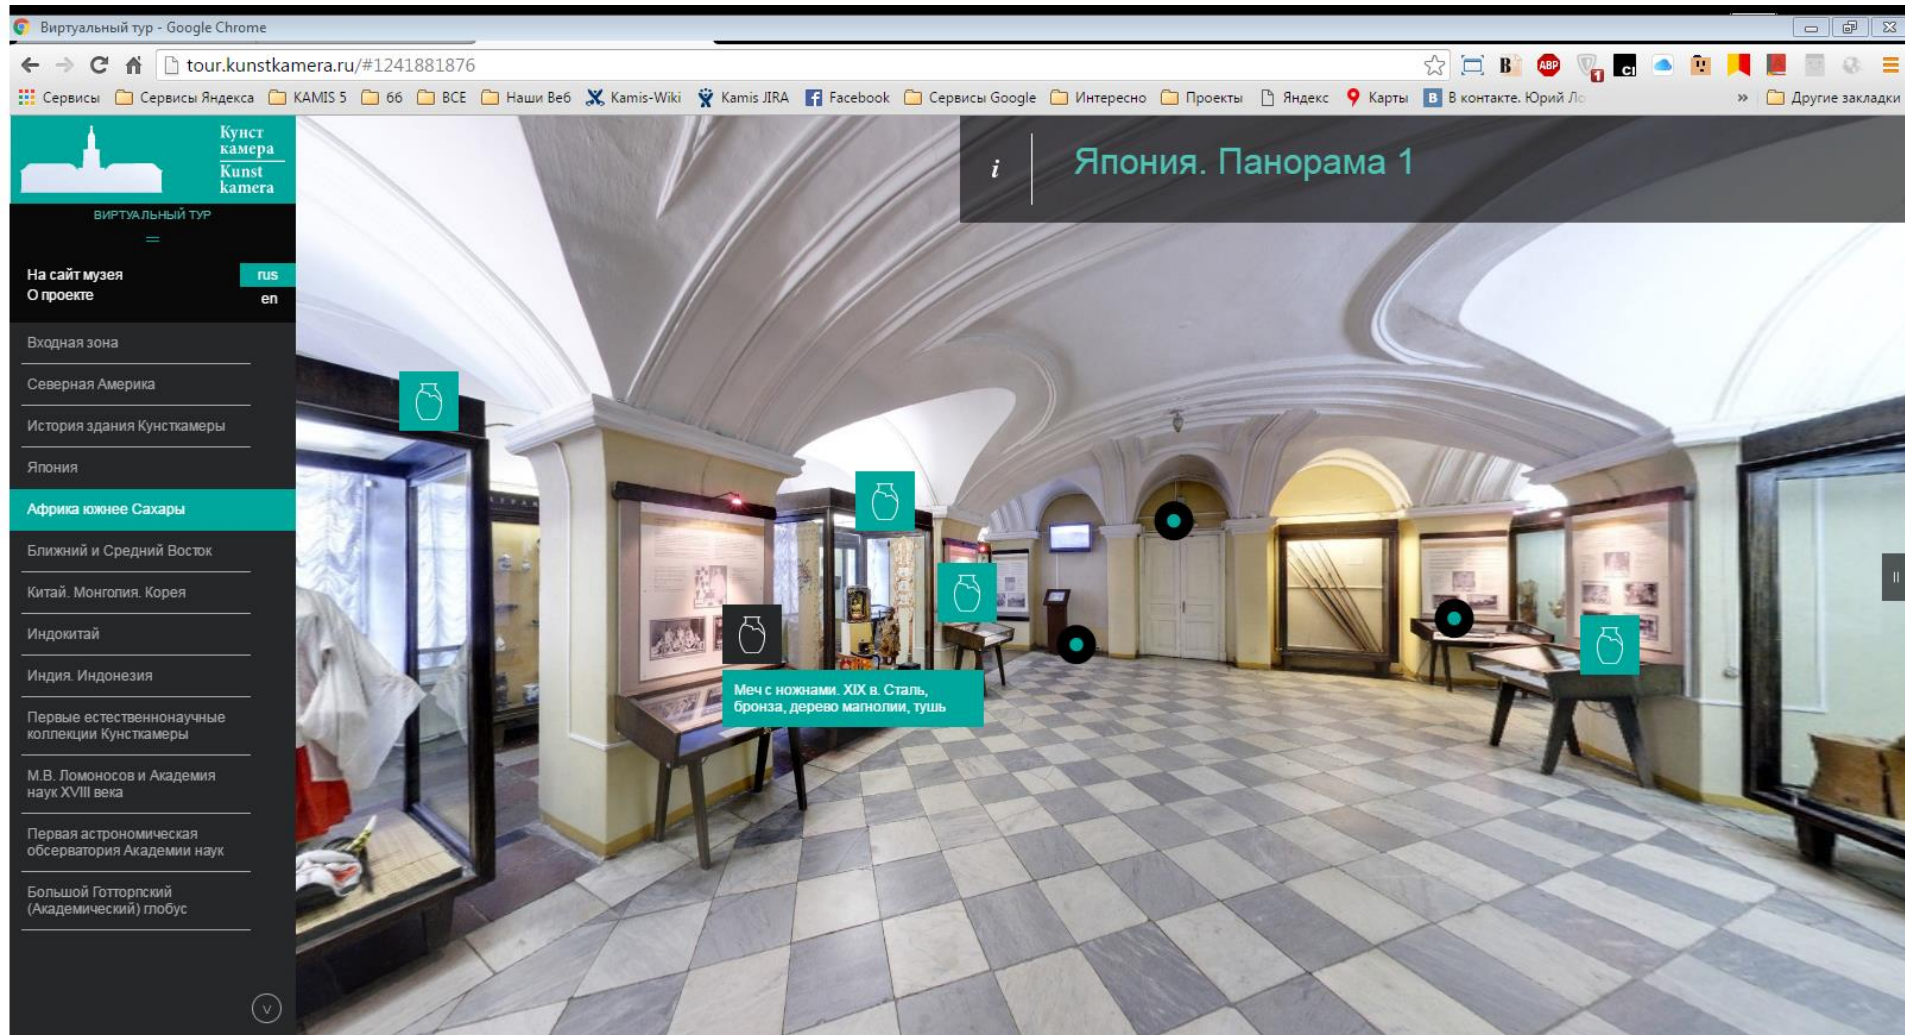 Виртуальный тур - Google Chrome
tour.kunstkamera.ru/#1241881876
B ABP 1 CI
Сервисы Сервисы Яндекса KAMIS 5 66 ВСЕ Наши Веб Kamis-Wiki Kamis JIRA Facebook Сервисы Google Интересно Проекты Яндекс Карты В В контакте. Юрий Ло » Другие закладки
Кунст
камера
Kunst
kamera
ВИРТУАЛЬНЫЙ ТУР
На сайт музея
rus
О проекте
en
Входная зона
Северная Америка
История здания Кунсткамеры
Япония
Африка южнее Сахары
Ближний и Средний Восток
Китай. Монголия. Корея
Индокитай
Индия. Индонезия
Первые естественнонаучные
коллекции Кунсткамеры
М.В. Ломоносов и Академия
наук XVIII века
Первая астрономическая
обсерватория Академии наук
Большой Готторпский
(Академический) глобус
i
Япония. Панорама 1
Меч с ножнами. XIX в. Сталь,
бронза, дерево магнолии, тушь